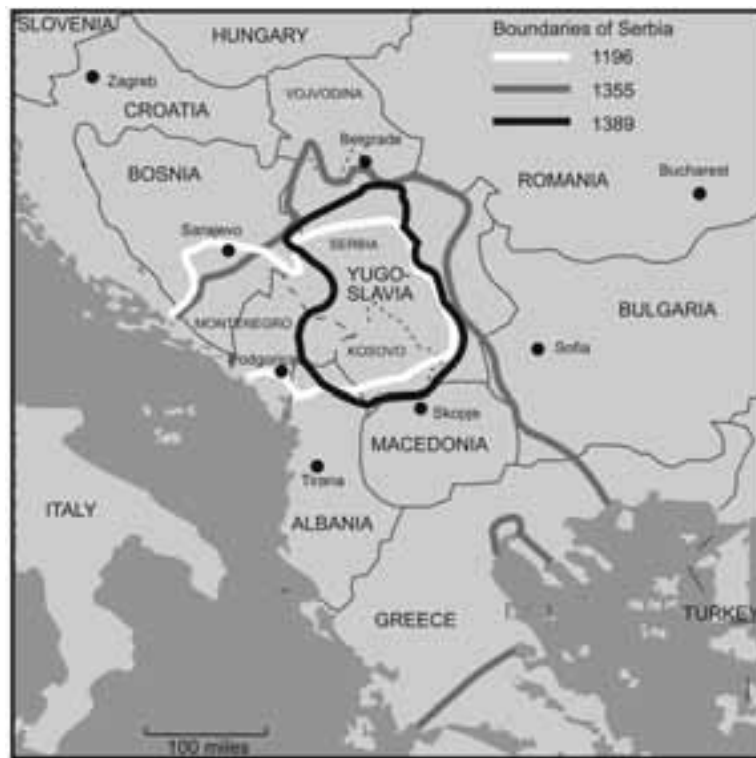 SLOVENIA
HUNGARY
Boundaries of Serbia
1196
1355
1389
Zagreb
CROATIA
VOJVODINA
Belgrade
BOSNIA
ROMANIA
Bucharest
Sarajevo
SERBIA
YUGO-
SLAVIA
MONTENEGRO
BULGARIA
KOSOVO
Sofia
Podgorica
Skopje
MACEDONIA
Tirana
ITALY
ALBANIA
GREECE
TURKEY
100 miles